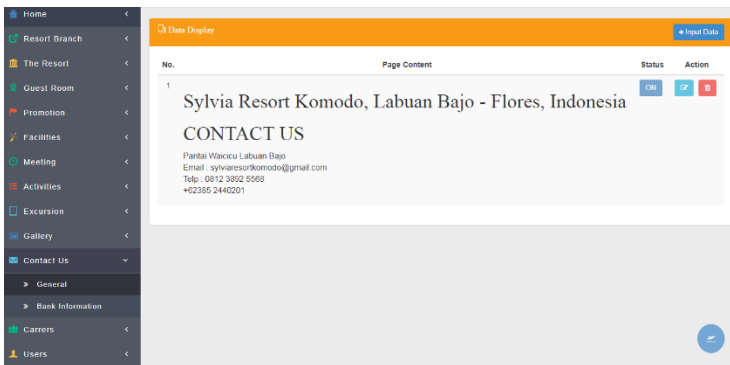 Home
Resort Branch
The Resort
Guest Room
Promotion
Facilities
Meeting
Activities
Excursion
Gallery
Contact Us
» General
» Bank Information
Carrers
Users
Data Display
+ Input Data
No. Page Content Status Action
1
Sylvia Resort Komodo, Labuan Bajo - Flores, Indonesia
ON
CONTACT US
Pantai Waicicu Labuan Bajo
Email : sylviaresortkomodo@gmail.com
Telp : 0812 3892 5568
+62385 2440201